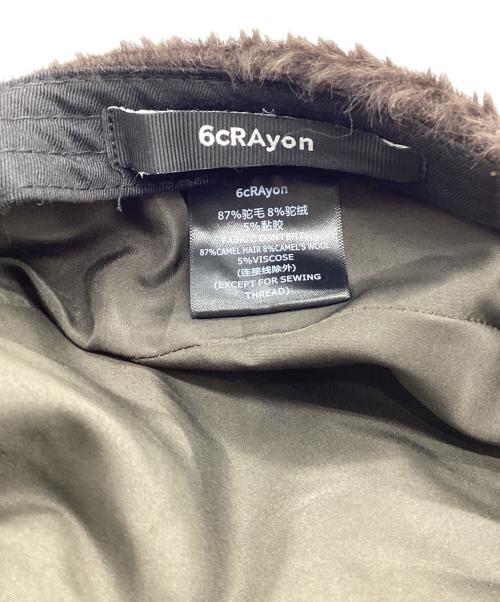 6cRAyon
6cRAyon
87%驼毛 8%驼绒
5%黏胶
FABRIC CONTENT:
87%CAMEL HAIR 8%CAMEL'S WOOL
5%VISCOSE
(连接线除外)
(EXCEPT FOR SEWING
THREAD)